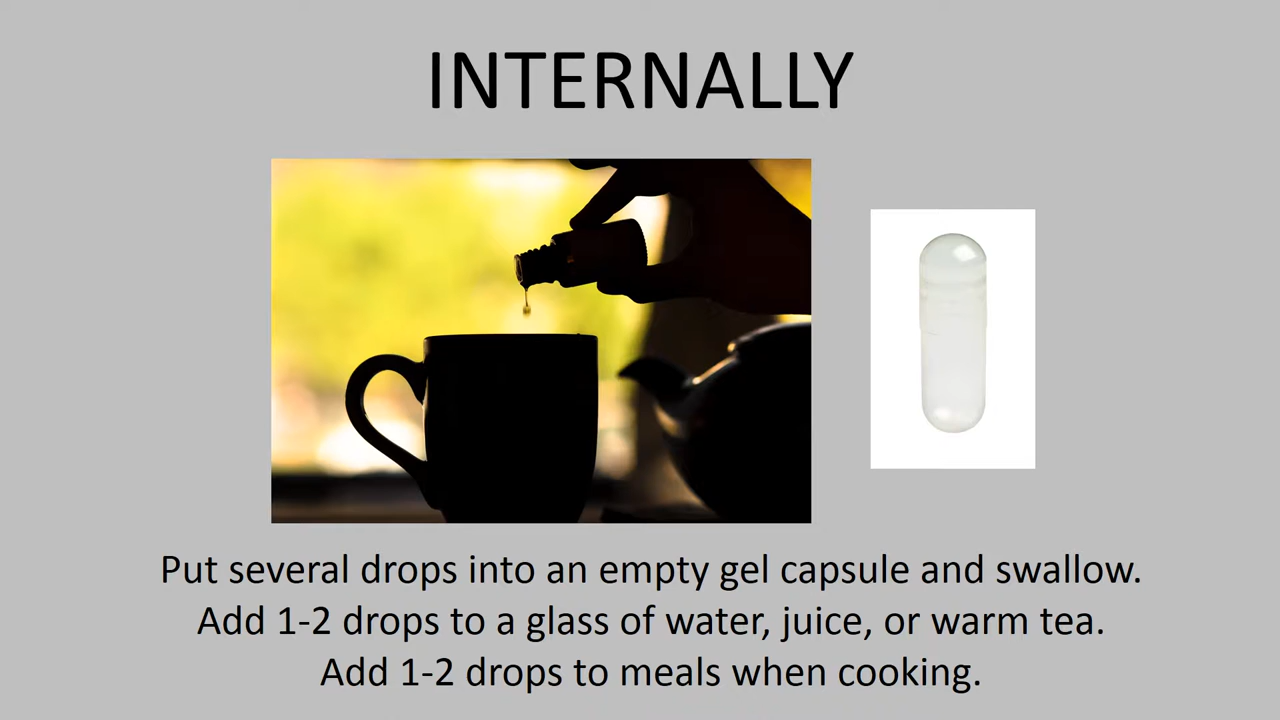 INTERNALLY
Put several drops into an empty gel capsule and swallow.
Add 1-2 drops to a glass of water, juice, or warm tea.
Add 1-2 drops to meals when cooking.